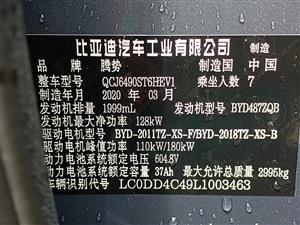 比亚迪汽车工业有限公司 制造
品牌 腾势 制造国 中国
整车型号 QCJ6490ST6HEV1 乘坐人数 7
制造年月 2020 年 03 月
发动机排量 1999mL 发动机型号 BYD487ZQB
发动机最大净功率 128kW
驱动电机型号 BYD-2011TZ-XS-F/BYD-2018TZ-XS-B
驱动电机峰值功率 110kW/180kW
动力电池系统额定电压 604.8V
动力电池系统额定容量 37Ah 最大允许总质量 2995kg
车辆识别代号 LC0DD4C49L1003463